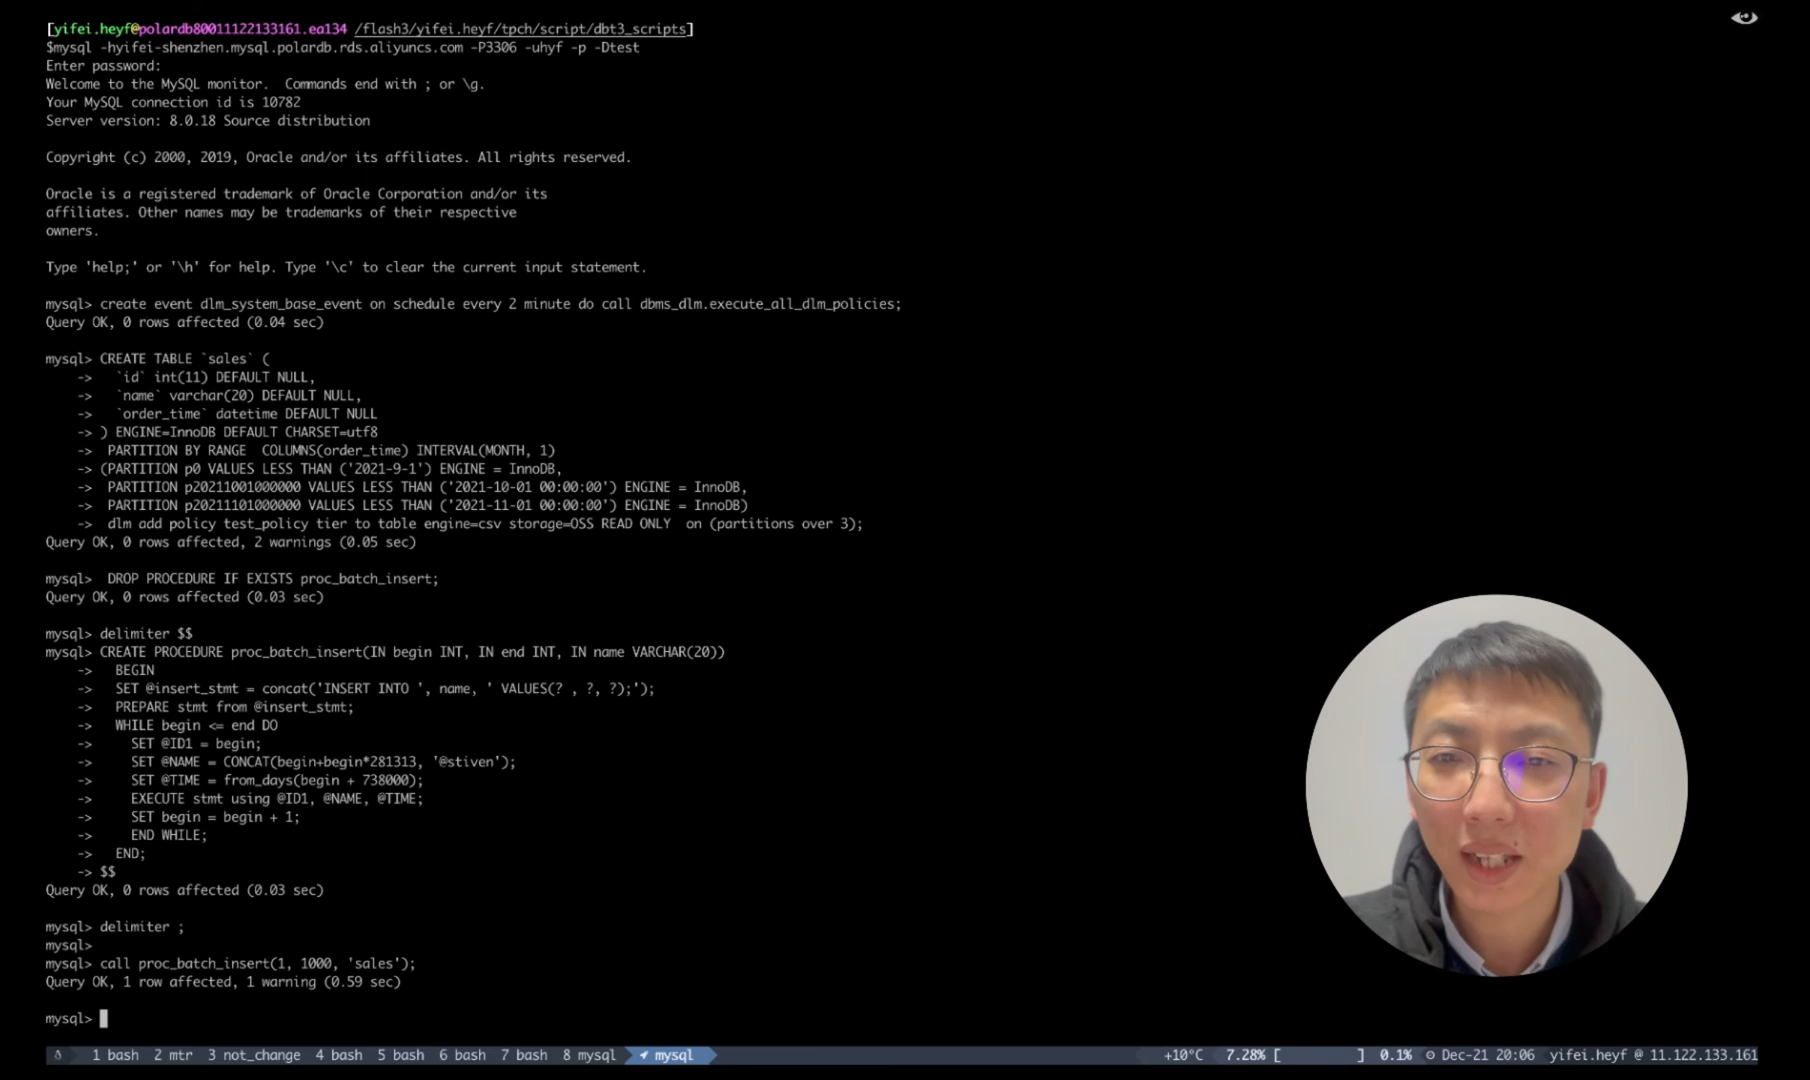 [yifei.heyf@polardb80011122133161.ea134 /flash3/yifei.heyf/tpch/script/dbt3_scripts]
$mysql -hyifei-shenzhen.mysql.polardb.rds.aliyuncs.com -P3306 -uhyf -p -Dtest
Enter password:
Welcome to the MySQL monitor.  Commands end with ; or \g.
Your MySQL connection id is 10782
Server version: 8.0.18 Source distribution

Copyright (c) 2000, 2019, Oracle and/or its affiliates. All rights reserved.

Oracle is a registered trademark of Oracle Corporation and/or its
affiliates. Other names may be trademarks of their respective
owners.

Type 'help;' or '\h' for help. Type '\c' to clear the current input statement.

mysql> create event dlm_system_base_event on schedule every 2 minute do call dbms_dlm.execute_all_dlm_policies;
Query OK, 0 rows affected (0.04 sec)

mysql> CREATE TABLE `sales` (
    ->   `id` int(11) DEFAULT NULL,
    ->   `name` varchar(20) DEFAULT NULL,
    ->   `order_time` datetime DEFAULT NULL
    -> ) ENGINE=InnoDB DEFAULT CHARSET=utf8
    ->  PARTITION BY RANGE  COLUMNS(order_time) INTERVAL(MONTH, 1)
    -> (PARTITION p0 VALUES LESS THAN ('2021-9-1') ENGINE = InnoDB,
    ->  PARTITION p20211001000000 VALUES LESS THAN ('2021-10-01 00:00:00') ENGINE = InnoDB,
    ->  PARTITION p20211101000000 VALUES LESS THAN ('2021-11-01 00:00:00') ENGINE = InnoDB)
    ->  dlm add policy test_policy tier to table engine=csv storage=OSS READ ONLY  on (partitions over 3);
Query OK, 0 rows affected, 2 warnings (0.05 sec)

mysql>  DROP PROCEDURE IF EXISTS proc_batch_insert;
Query OK, 0 rows affected (0.03 sec)

mysql> delimiter $$
mysql> CREATE PROCEDURE proc_batch_insert(IN begin INT, IN end INT, IN name VARCHAR(20))
    ->   BEGIN
    ->   SET @insert_stmt = concat('INSERT INTO ', name, ' VALUES(? , ?, ?);');
    ->   PREPARE stmt from @insert_stmt;
    ->   WHILE begin <= end DO
    ->     SET @ID1 = begin;
    ->     SET @NAME = CONCAT(begin+begin*281313, '@stiven');
    ->     SET @TIME = from_days(begin + 738000);
    ->     EXECUTE stmt using @ID1, @NAME, @TIME;
    ->     SET begin = begin + 1;
    ->     END WHILE;
    ->   END;
    -> $$
Query OK, 0 rows affected (0.03 sec)

mysql> delimiter ;
mysql>
mysql> call proc_batch_insert(1, 1000, 'sales');
Query OK, 1 row affected, 1 warning (0.59 sec)

mysql>
1 bash  2 mtr  3 not_change  4 bash  5 bash  6 bash  7 bash  8 mysql  mysql  +10°C  7.28% [ ]  0.1%  Dec-21 20:06  yifei.heyf @ 11.122.133.161